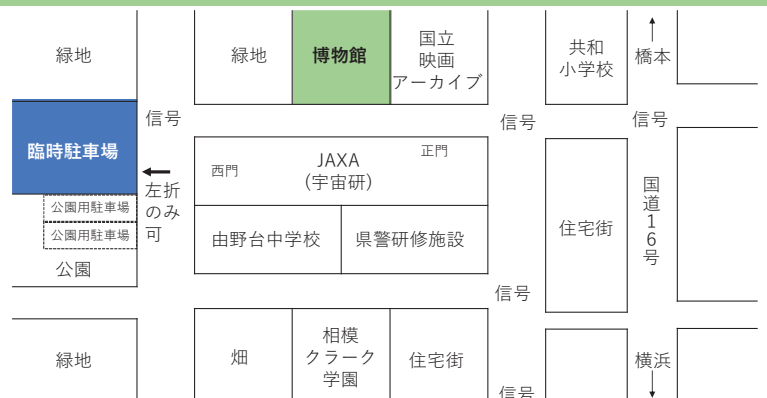 緑地
緑地
博物館
国立
映画
アーカイブ
共和
小学校
↑
橋本
信号
信号
信号
臨時駐車場
←
左折
のみ
可
西門
JAXA
(宇宙研)
正門
公園用駐車場
公園用駐車場
公園
由野台中学校
県警研修施設
住宅街
国道16号
信号
緑地
畑
相模
クラーク
学園
住宅街
信号
横浜
↓